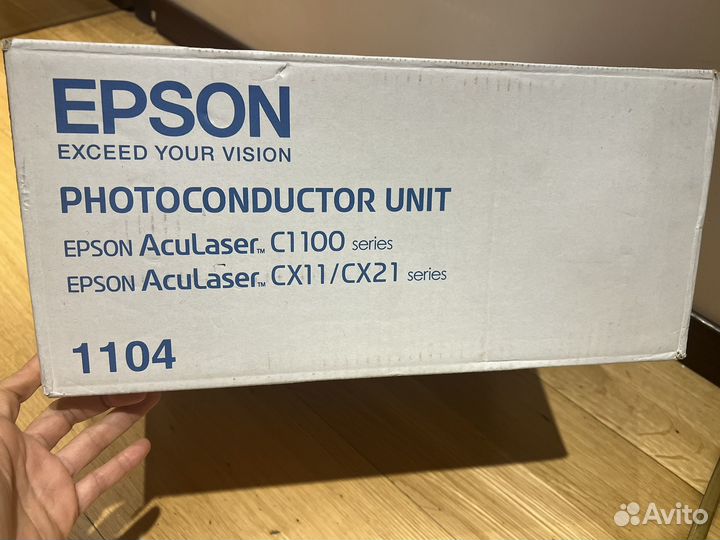 EPSON
EXCEED YOUR VISION
PHOTOCONDUCTOR UNIT
EPSON AcuLaser™ C1100 series
EPSON AcuLaser™ CX11/CX21 series
1104
Avito